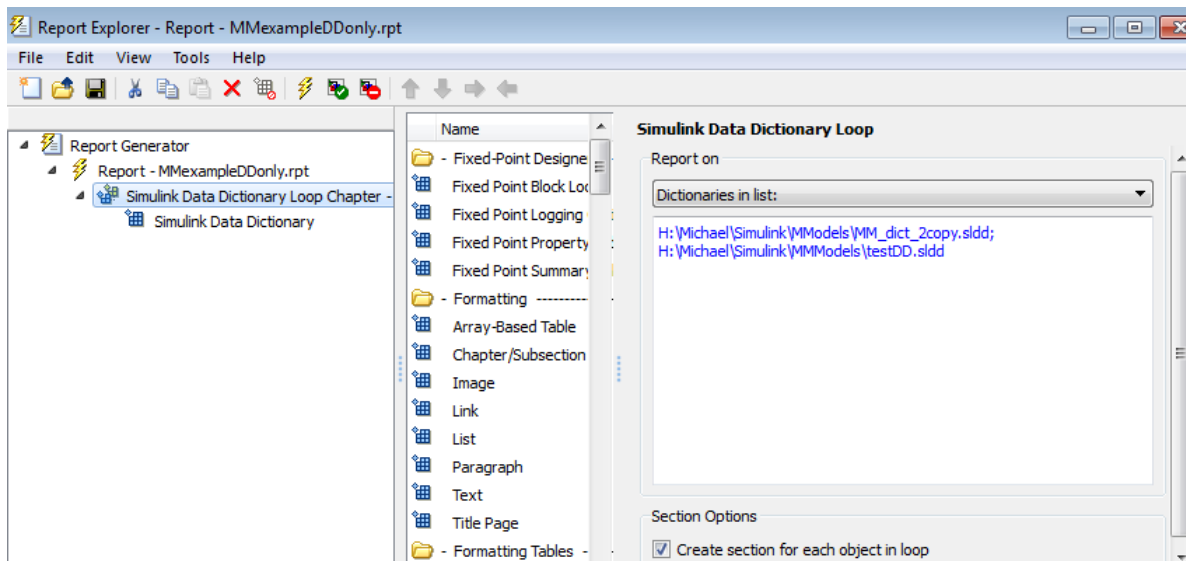 Report Explorer - Report - MMexampleDDonly.rpt
File Edit View Tools Help
Report Generator
Report - MMexampleDDonly.rpt
Simulink Data Dictionary Loop Chapter -
Simulink Data Dictionary
Name
- Fixed-Point Designe
Fixed Point Block Loo
Fixed Point Logging
Fixed Point Property
Fixed Point Summary
- Formatting ----------
Array-Based Table
Chapter/Subsection
Image
Link
List
Paragraph
Text
Title Page
- Formatting Tables -
Simulink Data Dictionary Loop
Report on
Dictionaries in list:
H:\Michael\Simulink\MModels\MM_dict_2copy.sldd;
H:\Michael\Simulink\MMModels\testDD.sldd
Section Options
Create section for each object in loop